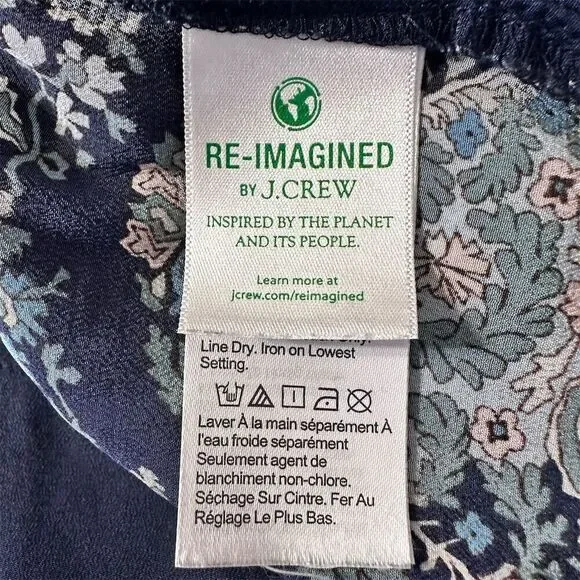 RE-IMAGINED
BY J.CREW
INSPIRED BY THE PLANET
AND ITS PEOPLE.
Learn more at
jcrew.com/reimagined
Only.
Line Dry. Iron on Lowest
Setting.
Laver À la main séparément À
l'eau froide séparément
Seulement agent de
blanchiment non-chlore.
Séchage Sur Cintre. Fer Au
Réglage Le Plus Bas.